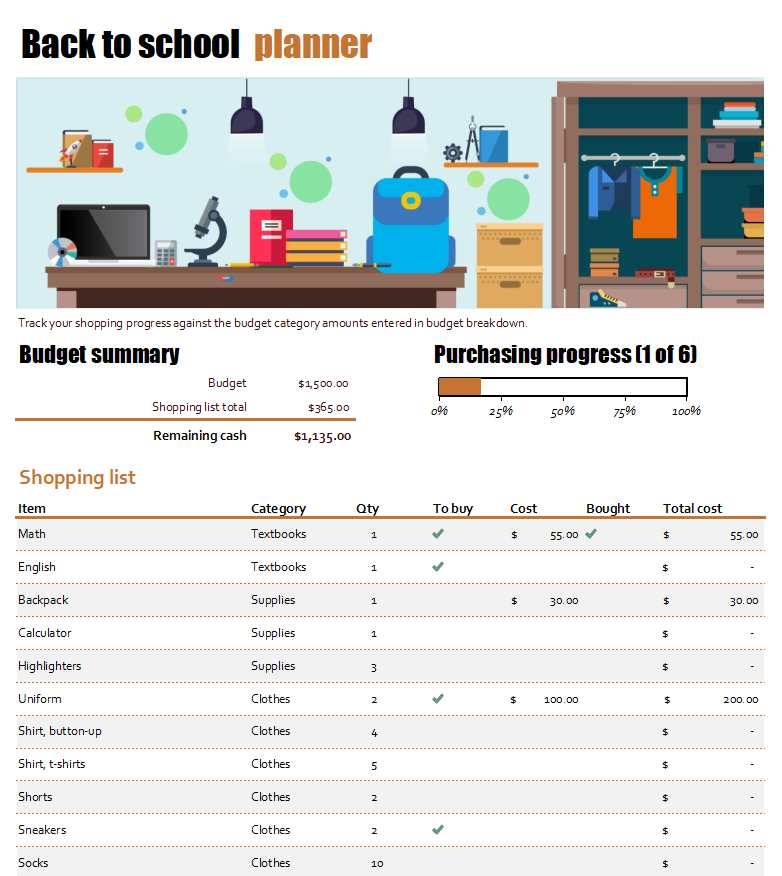 Back to school planner
Track your shopping progress against the budget category amounts entered in budget breakdown.
Budget summary
Purchasing progress (1 of 6)
Budget $1,500.00
Shopping list total $365.00
Remaining cash $1,135.00
0% 25% 50% 75% 100%
Shopping list
Item Category Qty To buy Cost Bought Total cost
Math Textbooks 1 ✔ $ 55.00 ✔ $ 55.00
English Textbooks 1 ✔ $ -
Backpack Supplies 1 $ 30.00 $ 30.00
Calculator Supplies 1 $ -
Highlighters Supplies 3 $ -
Uniform Clothes 2 ✔ $ 100.00 $ 200.00
Shirt, button-up Clothes 4 $ -
Shirt, t-shirts Clothes 5 $ -
Shorts Clothes 2 $ -
Sneakers Clothes 2 ✔ $ -
Socks Clothes 10 $ -